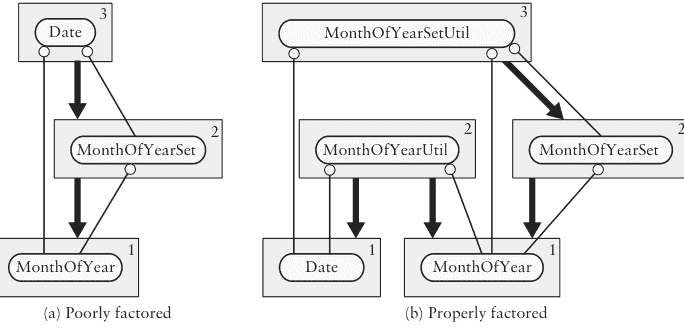 3
Date
2
MonthOfYearSet
1
MonthOfYear
(a) Poorly factored
3
MonthOfYearSetUtil
2
MonthOfYearUtil
2
MonthOfYearSet
1
Date
1
MonthOfYear
(b) Properly factored